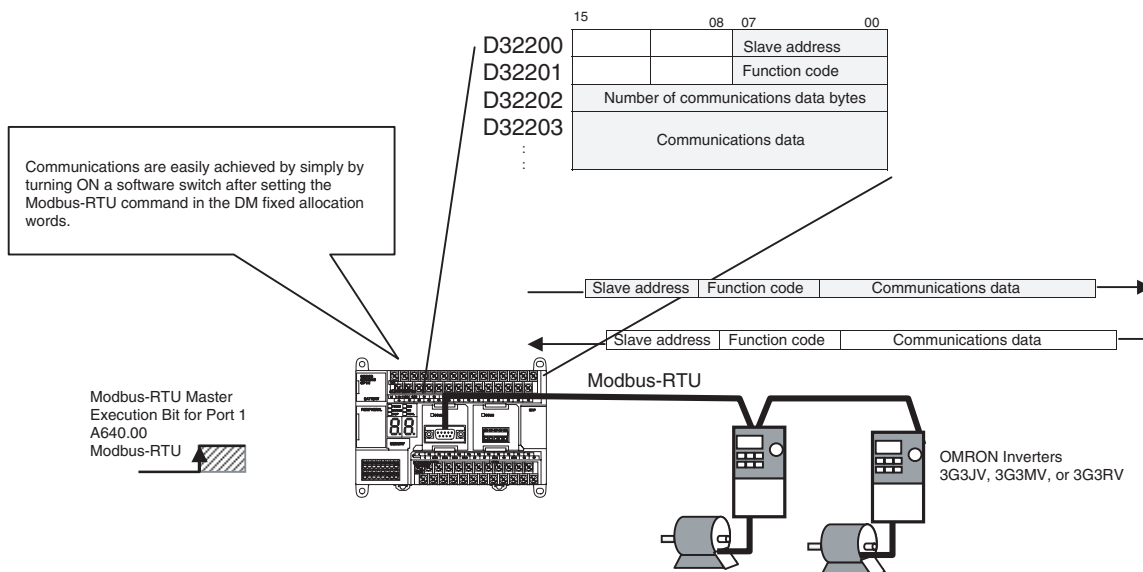 15 08 07 00
D32200 Slave address
D32201 Function code
D32202 Number of communications data bytes
D32203 Communications data
Communications are easily achieved by simply by
turning ON a software switch after setting the
Modbus-RTU command in the DM fixed allocation
words.
Slave address Function code Communications data
Slave address Function code Communications data
Modbus-RTU
Modbus-RTU Master
Execution Bit for Port 1
A640.00
Modbus-RTU
BATTERY
PERIPHERAL
OMRON Inverters
3G3JV, 3G3MV, or 3G3RV